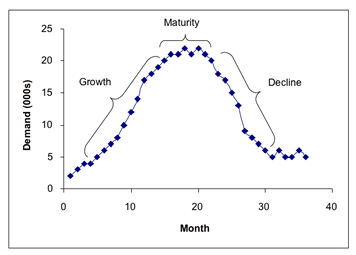 Maturity
Growth
Decline
Demand (000s)
25
20
15
10
5
0
0 10 20 30 40
Month